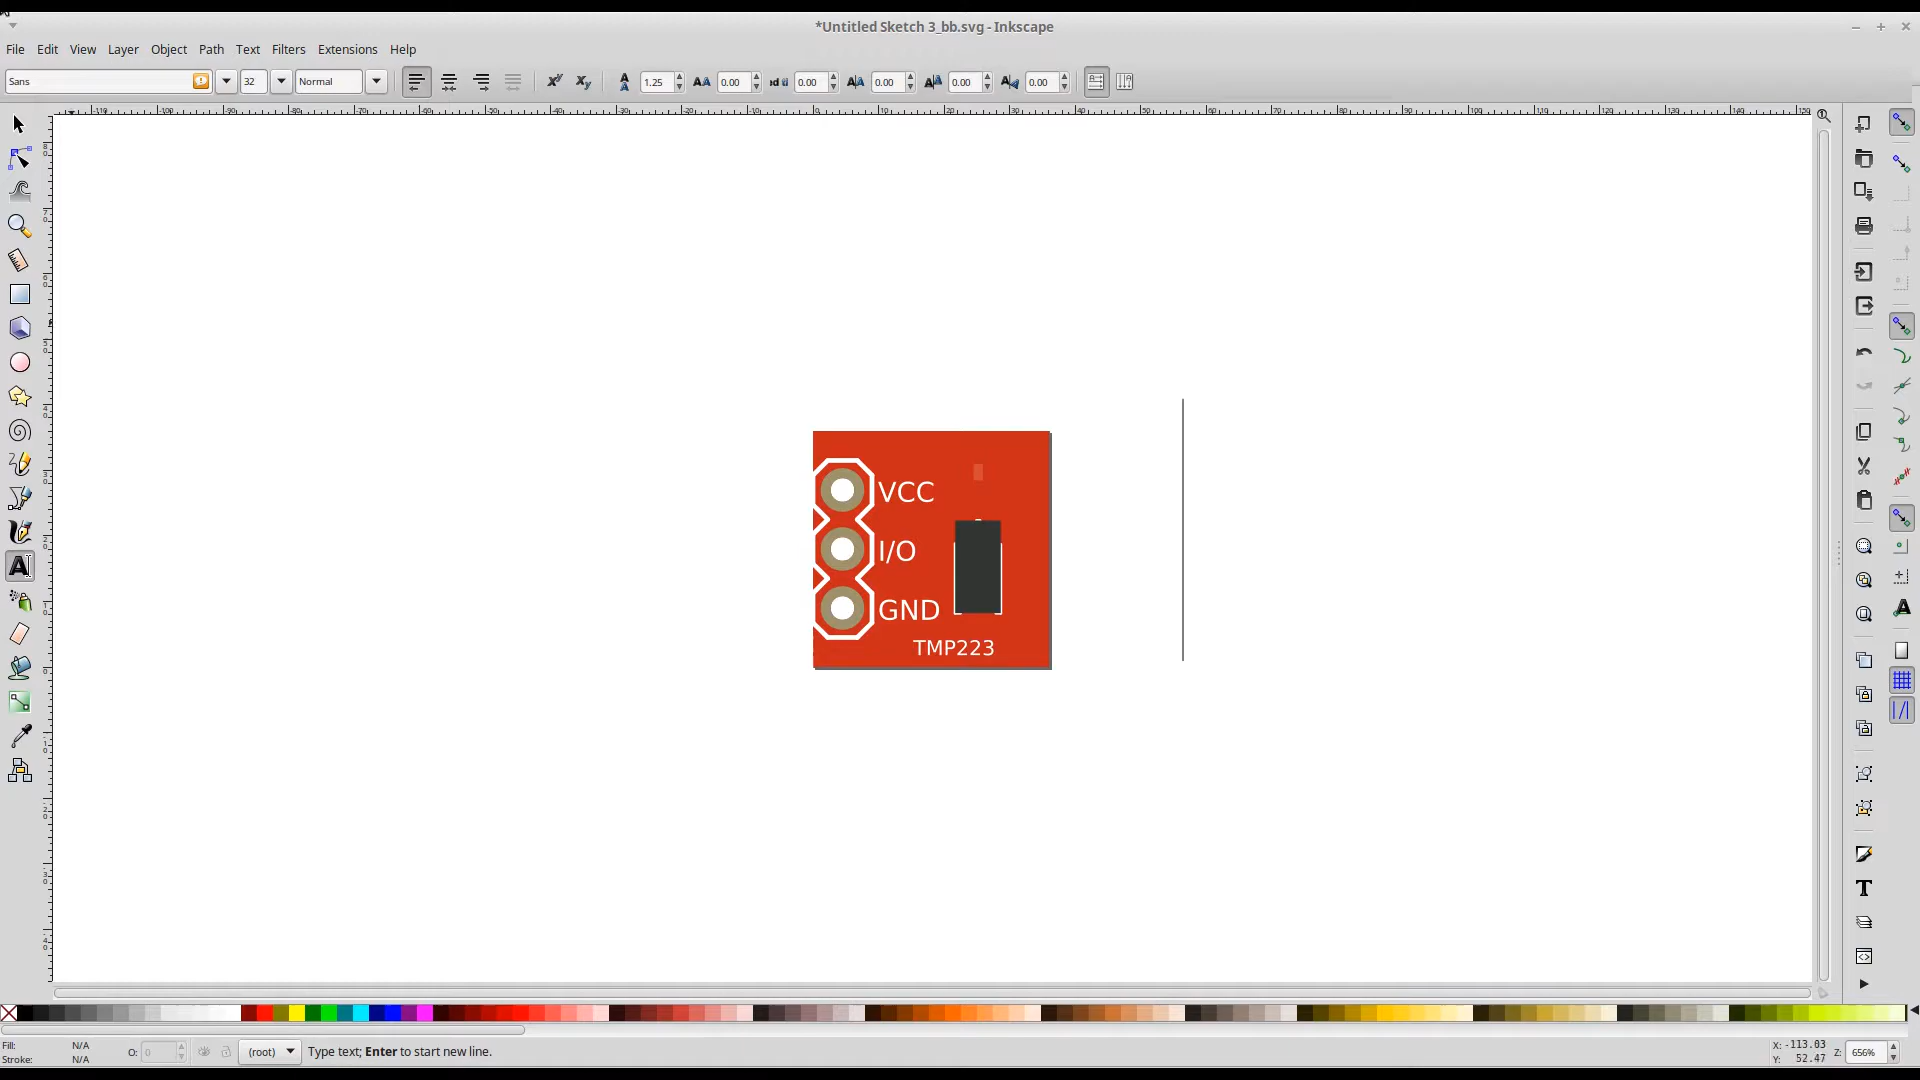 *Untitled Sketch 3_bb.svg - Inkscape
File Edit View Layer Object Path Text Filters Extensions Help
Sans 32 Normal 1.25 0.00 0.00 0.00 0.00 0.00
VCC
I/O
GND
TMP223
Fill: N/A O: 0 (root) Type text; Enter to start new line. X: -113.03 Z: 656%
Stroke: N/A Y: 52.47